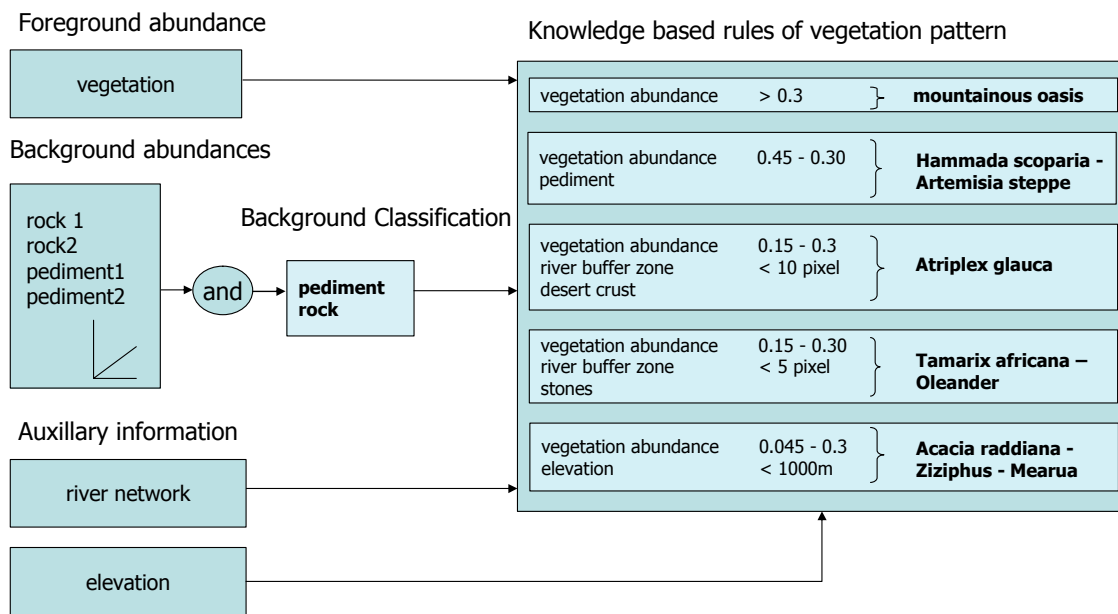 Foreground abundance
vegetation
Background abundances
rock 1
rock2
pediment1
pediment2
and
Background Classification
pediment
rock
Auxillary information
river network
elevation
Knowledge based rules of vegetation pattern
vegetation abundance > 0.3 mountainous oasis
vegetation abundance 0.45 - 0.30
pediment
Hammada scoparia -
Artemisia steppe
vegetation abundance 0.15 - 0.3
river buffer zone < 10 pixel
desert crust
Atriplex glauca
vegetation abundance 0.15 - 0.30
river buffer zone < 5 pixel
stones
Tamarix africana –
Oleander
vegetation abundance 0.045 - 0.3
elevation < 1000m
Acacia raddiana -
Ziziphus - Mearua